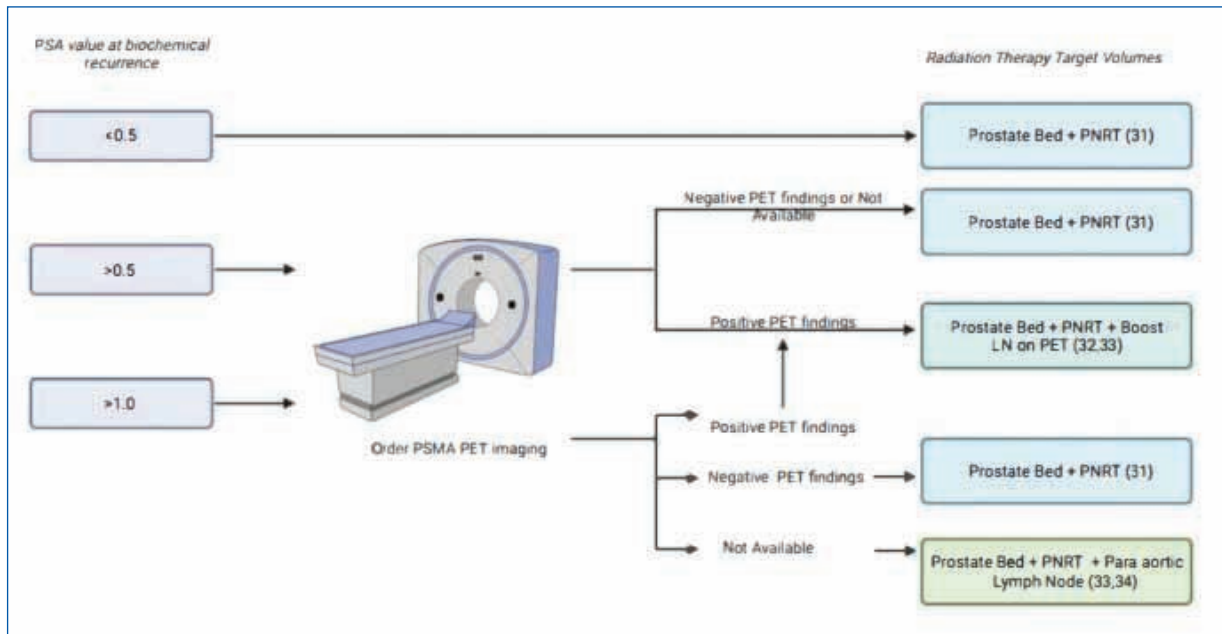 PSA value at biochemical
recurrence
Radiation Therapy Target Volumes
<0.5
Prostate Bed + PNRT (31)
Negative PET findings or Not
Available
Prostate Bed + PNRT (31)
>0.5
Positive PET findings
Prostate Bed + PNRT + Boost
LN on PET (32,33)
>1.0
Order PSMA PET imaging
Positive PET findings
Negative PET findings
Prostate Bed + PNRT (31)
Not Available
Prostate Bed + PNRT + Para aortic
Lymph Node (33,34)